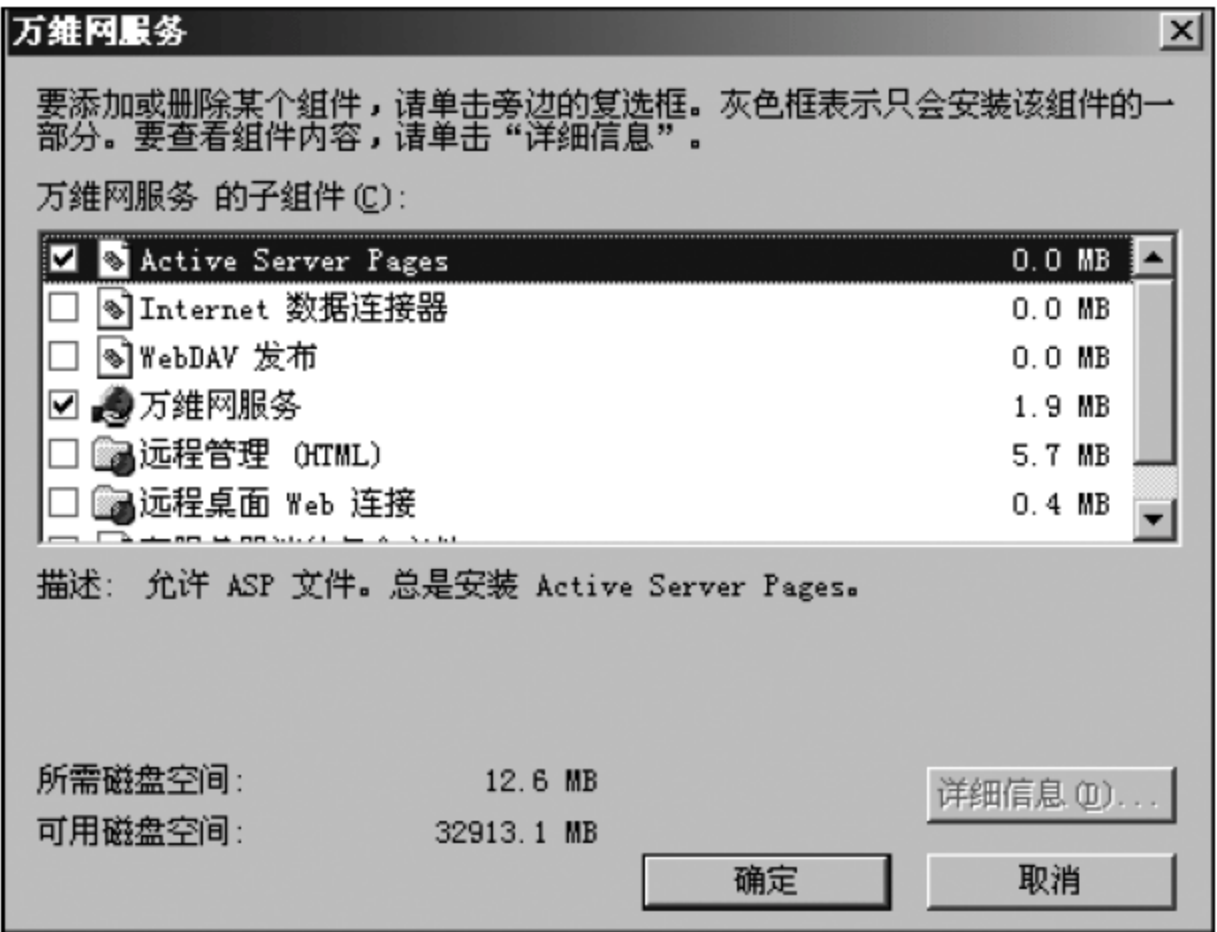 万维网服务
要添加或删除某个组件，请单击旁边的复选框。灰色框表示只会安装该组件的一
部分。要查看组件内容，请单击“详细信息”。
万维网服务 的子组件(C):
Active Server Pages 0.0 MB
Internet 数据连接器 0.0 MB
WebDAV 发布 0.0 MB
万维网服务 1.9 MB
远程管理 (HTML) 5.7 MB
远程桌面 Web 连接 0.4 MB
描述: 允许 ASP 文件。总是安装 Active Server Pages。
所需磁盘空间: 12.6 MB
详细信息(D)...
可用磁盘空间: 32913.1 MB
确定 取消